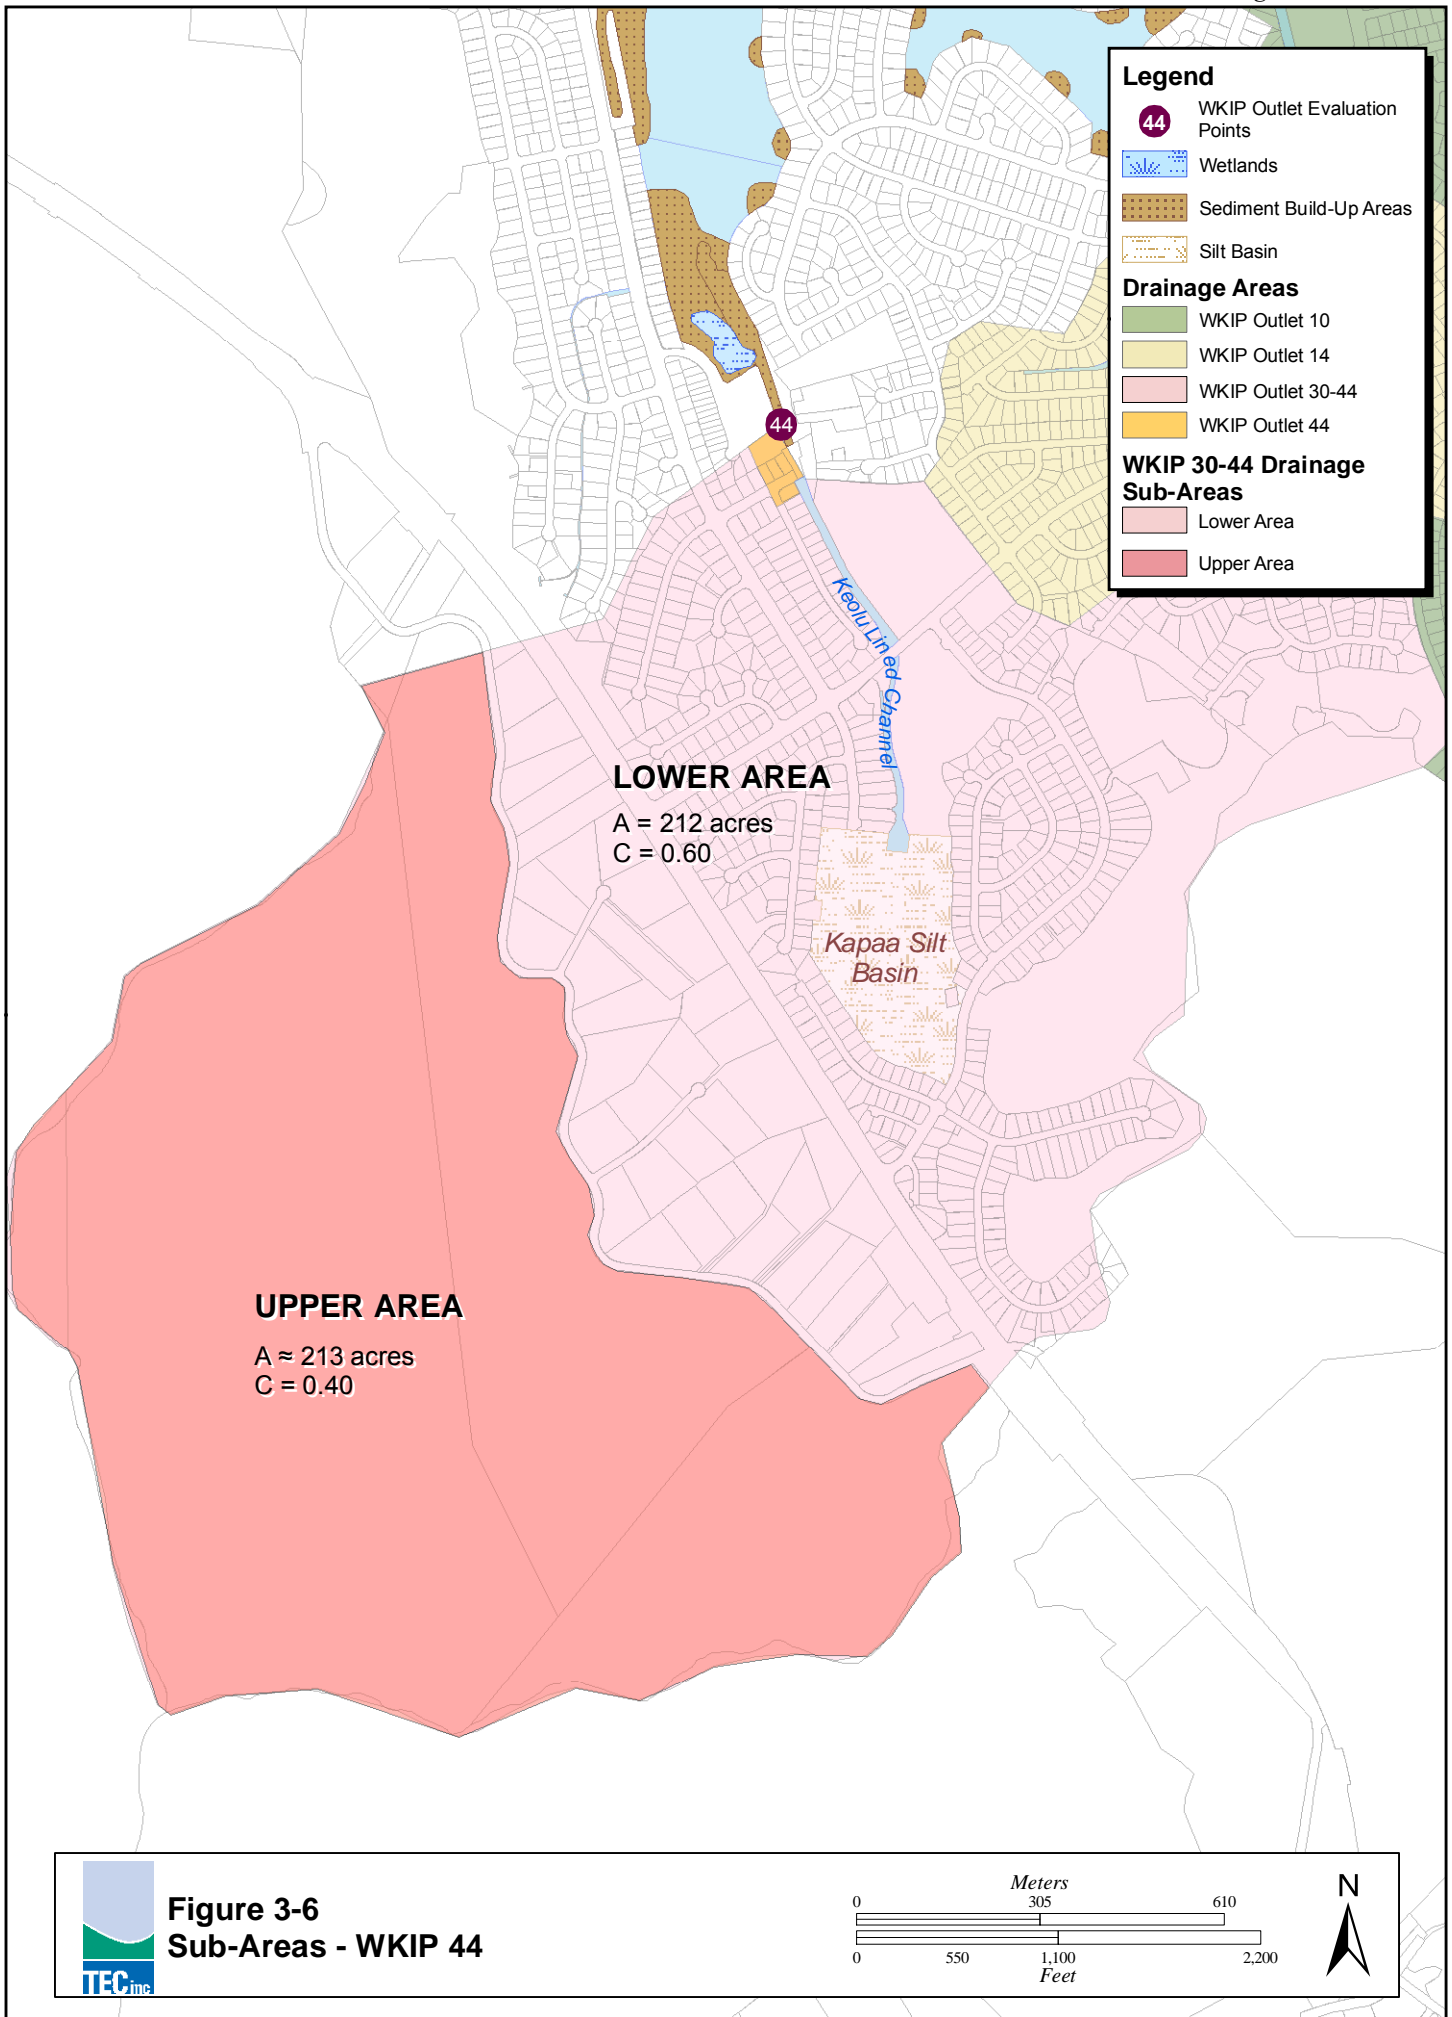 Legend
44
WKIP Outlet Evaluation
Points
Wetlands
Sediment Build-Up Areas
Silt Basin
Drainage Areas
WKIP Outlet 10
WKIP Outlet 14
WKIP Outlet 30-44
WKIP Outlet 44
WKIP 30-44 Drainage
Sub-Areas
Lower Area
Upper Area
44
Keolu Lined Channel
LOWER AREA
A = 212 acres
C = 0.60
Kapaa Silt
Basin
UPPER AREA
A ≈ 213 acres
C = 0.40
TEC inc
Figure 3-6
Sub-Areas - WKIP 44
Meters
0 305 610
0 550 1,100 2,200
Feet
N